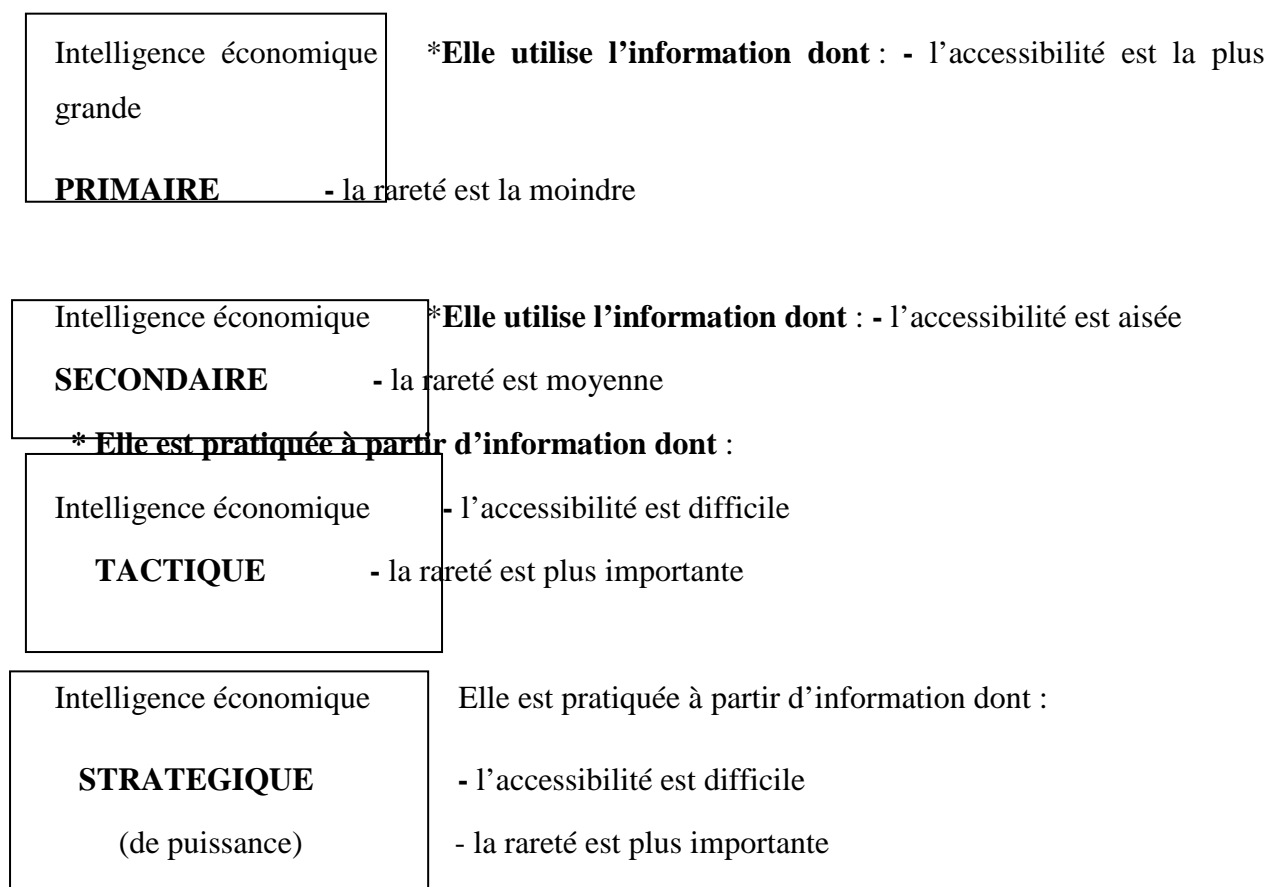 Intelligence économique *Elle utilise l’information dont : - l’accessibilité est la plus
grande
PRIMAIRE - la rareté est la moindre
Intelligence économique *Elle utilise l’information dont : - l’accessibilité est aisée
SECONDAIRE - la rareté est moyenne
* Elle est pratiquée à partir d’information dont :
Intelligence économique - l’accessibilité est difficile
TACTIQUE - la rareté est plus importante
Intelligence économique Elle est pratiquée à partir d’information dont :
STRATEGIQUE - l’accessibilité est difficile
(de puissance) - la rareté est plus importante